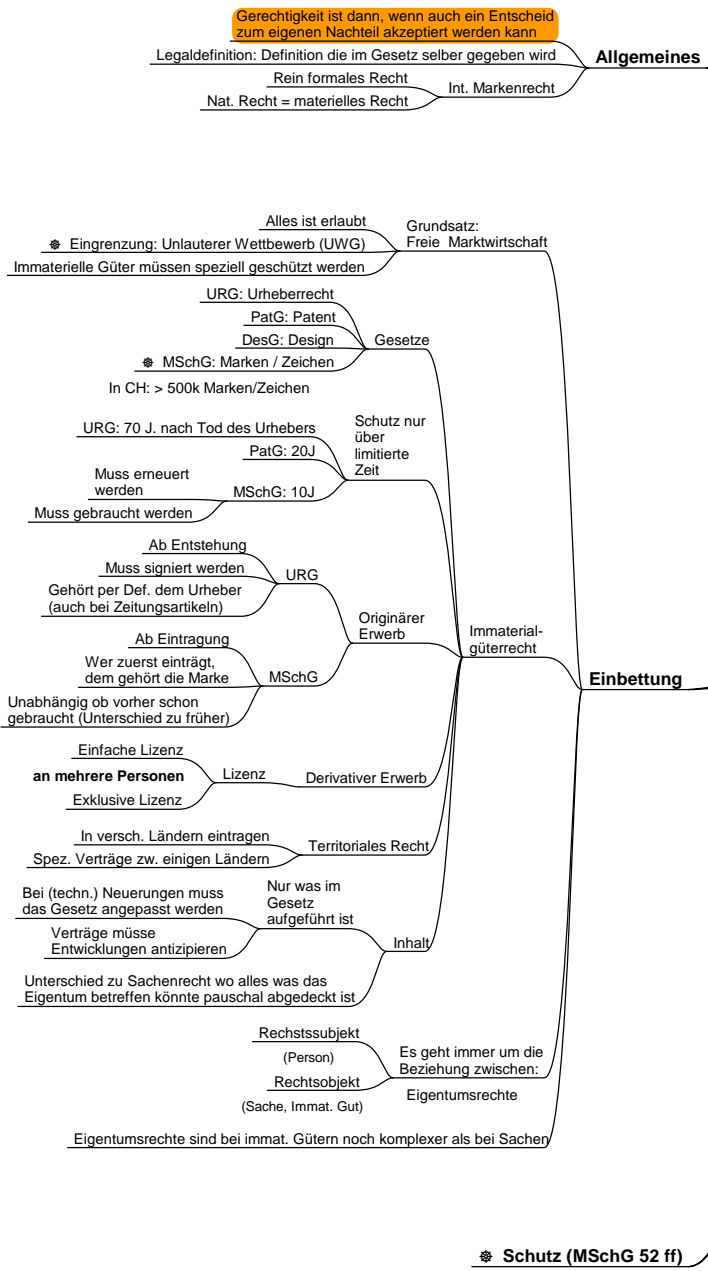 Gerechtigkeit ist dann, wenn auch ein Entscheid
zum eigenen Nachteil akzeptiert werden kann
Legaldefinition: Definition die im Gesetz selber gegeben wird
Allgemeines
Rein formales Recht
Int. Markenrecht
Nat. Recht = materielles Recht
Alles ist erlaubt
Grundsatz:
Freie Marktwirtschaft
Eingrenzung: Unlauterer Wettbewerb (UWG)
Immaterielle Güter müssen speziell geschützt werden
URG: Urheberrecht
PatG: Patent
DesG: Design
Gesetze
MSchG: Marken / Zeichen
In CH: > 500k Marken/Zeichen
URG: 70 J. nach Tod des Urhebers
Schutz nur
über
limitierte
Zeit
PatG: 20J
Muss erneuert
werden
MSchG: 10J
Muss gebraucht werden
Ab Entstehung
Muss signiert werden
URG
Gehört per Def. dem Urheber
(auch bei Zeitungsartikeln)
Originärer
Erwerb
Ab Eintragung
Wer zuerst einträgt,
dem gehört die Marke
MSchG
Unabhängig ob vorher schon
gebraucht (Unterschied zu früher)
Immaterial-
güterrecht
Einbettung
Einfache Lizenz
an mehrere Personen
Lizenz
Derivativer Erwerb
Exklusive Lizenz
In versch. Ländern eintragen
Territoriales Recht
Spez. Verträge zw. einigen Ländern
Bei (techn.) Neuerungen muss
das Gesetz angepasst werden
Nur was im
Gesetz
aufgeführt ist
Verträge müsse
Entwicklungen antizipieren
Inhalt
Unterschied zu Sachenrecht wo alles was das
Eigentum betreffen könnte pauschal abgedeckt ist
Rechstssubjekt
(Person)
Es geht immer um die
Beziehung zwischen:
Rechtsobjekt
(Sache, Immat. Gut)
Eigentumsrechte
Eigentumsrechte sind bei immat. Gütern noch komplexer als bei Sachen
Schutz (MSchG 52 ff)